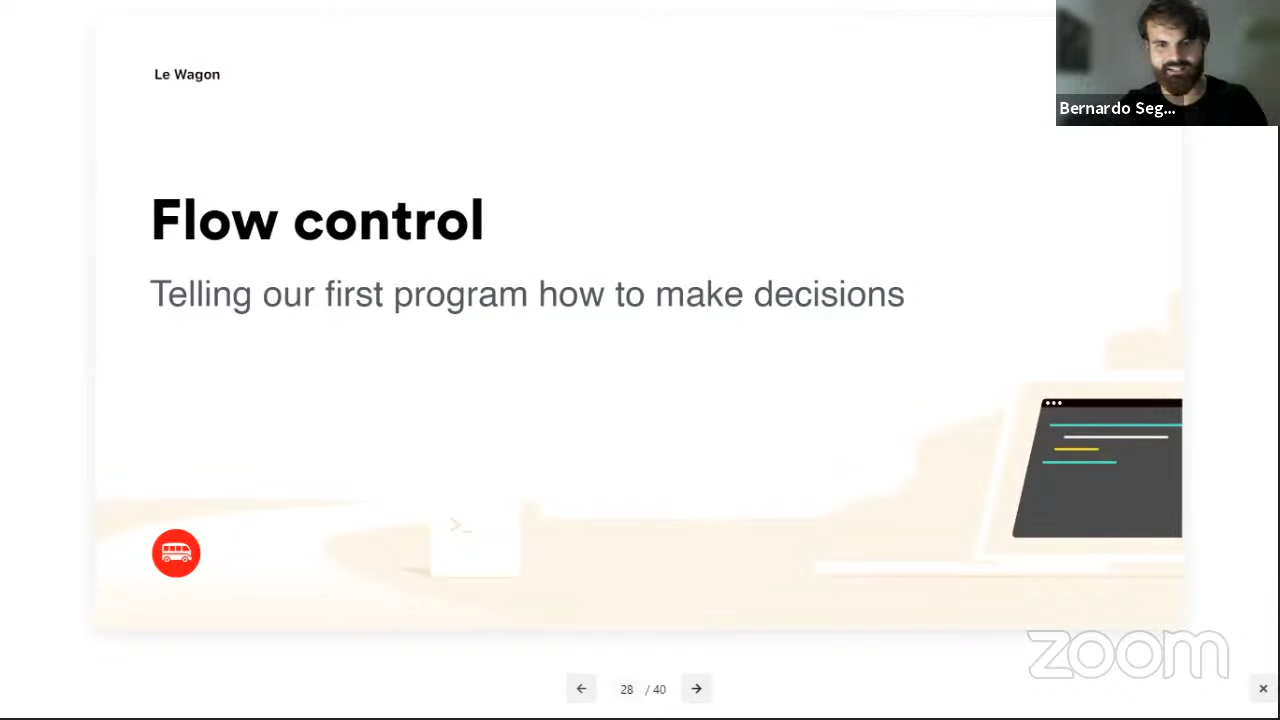 Le Wagon
Bernardo Seg...
Flow control
Telling our first program how to make decisions
>_
zoom
28 / 40